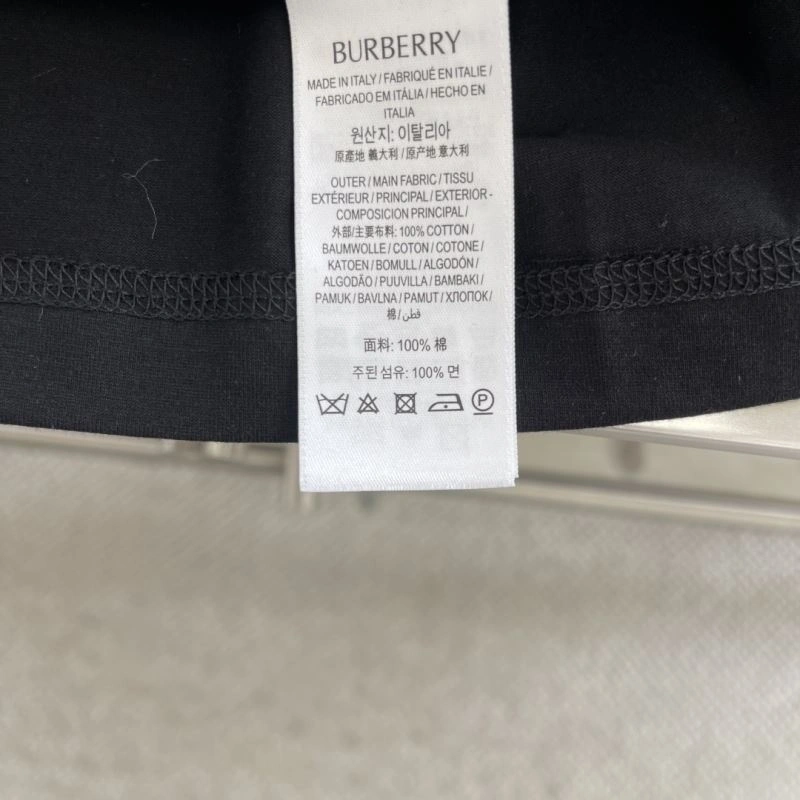 BURBERRY
MADE IN ITALY / FABRIQUÉ EN ITALIE /
FABRICADO EM ITÁLIA / HECHO EN
ITALIA
원산지: 이탈리아
原產地 義大利 / 原产地 意大利
OUTER / MAIN FABRIC / TISSU
EXTÉRIEUR / PRINCIPAL / EXTERIOR -
COMPOSICION PRINCIPAL /
外部/主要布料: 100% COTTON /
BAUMWOLLE / COTON / COTONE /
KATOEN / BOMULL / ALGODÓN /
ALGODÃO / PUUVILLA / BAMBAKI /
PAMUK / BAVLNA / PAMUT / ХЛОПОК /
棉 / قطن
面料: 100% 棉
주된 섬유: 100% 면
P